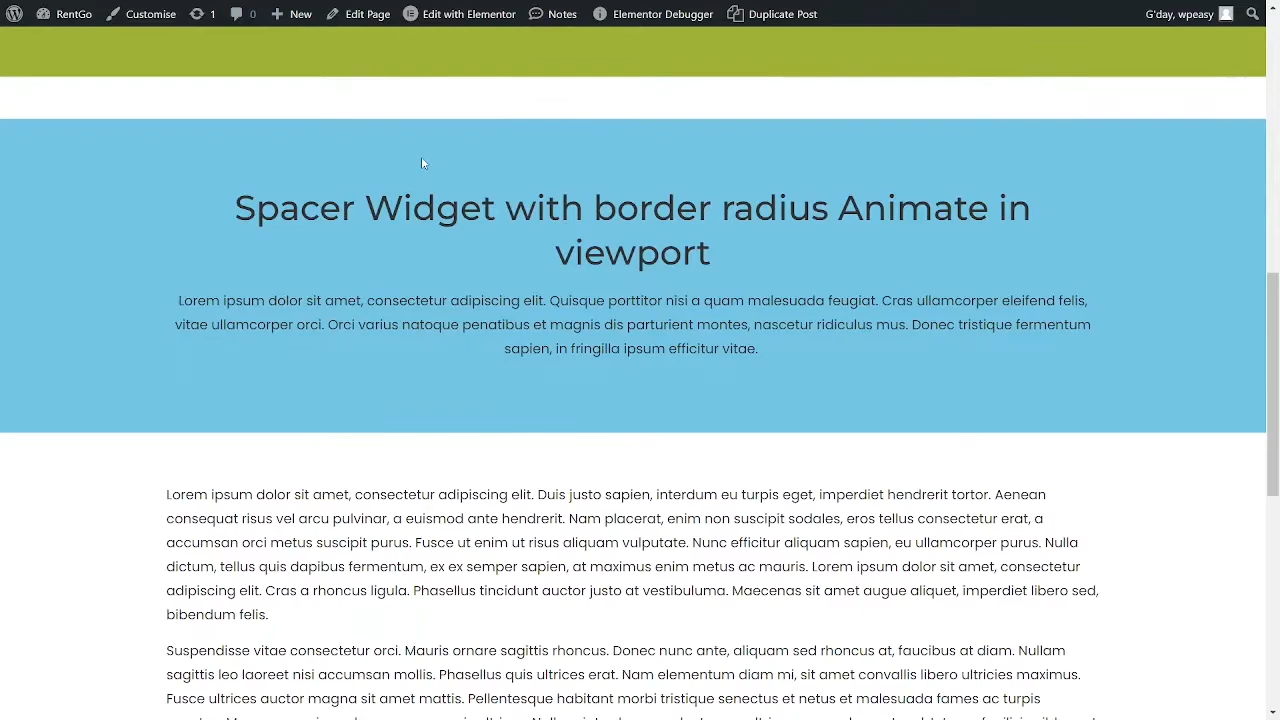 RentGo Customise 1 0 New Edit Page Edit with Elementor Notes Elementor Debugger Duplicate Post G'day, wpeasy
Spacer Widget with border radius Animate in
viewport
Lorem ipsum dolor sit amet, consectetur adipiscing elit. Quisque porttitor nisi a quam malesuada feugiat. Cras ullamcorper eleifend felis,
vitae ullamcorper orci. Orci varius natoque penatibus et magnis dis parturient montes, nascetur ridiculus mus. Donec tristique fermentum
sapien, in fringilla ipsum efficitur vitae.
Lorem ipsum dolor sit amet, consectetur adipiscing elit. Duis justo sapien, interdum eu turpis eget, imperdiet hendrerit tortor. Aenean
consequat risus vel arcu pulvinar, a euismod ante hendrerit. Nam placerat, enim non suscipit sodales, eros tellus consectetur erat, a
accumsan orci metus suscipit purus. Fusce ut enim ut risus aliquam vulputate. Nunc efficitur aliquam sapien, eu ullamcorper purus. Nulla
dictum, tellus quis dapibus fermentum, ex ex semper sapien, at maximus enim metus ac mauris. Lorem ipsum dolor sit amet, consectetur
adipiscing elit. Cras a rhoncus ligula. Phasellus tincidunt auctor justo at vestibuluma. Maecenas sit amet augue aliquet, imperdiet libero sed,
bibendum felis.
Suspendisse vitae consectetur orci. Mauris ornare sagittis rhoncus. Donec nunc ante, aliquam sed rhoncus at, faucibus at diam. Nullam
sagittis leo laoreet nisi accumsan mollis. Phasellus quis ultrices erat. Nam elementum diam mi, sit amet convallis libero ultricies maximus.
Fusce ultrices auctor magna sit amet mattis. Pellentesque habitant morbi tristique senectus et netus et malesuada fames ac turpis